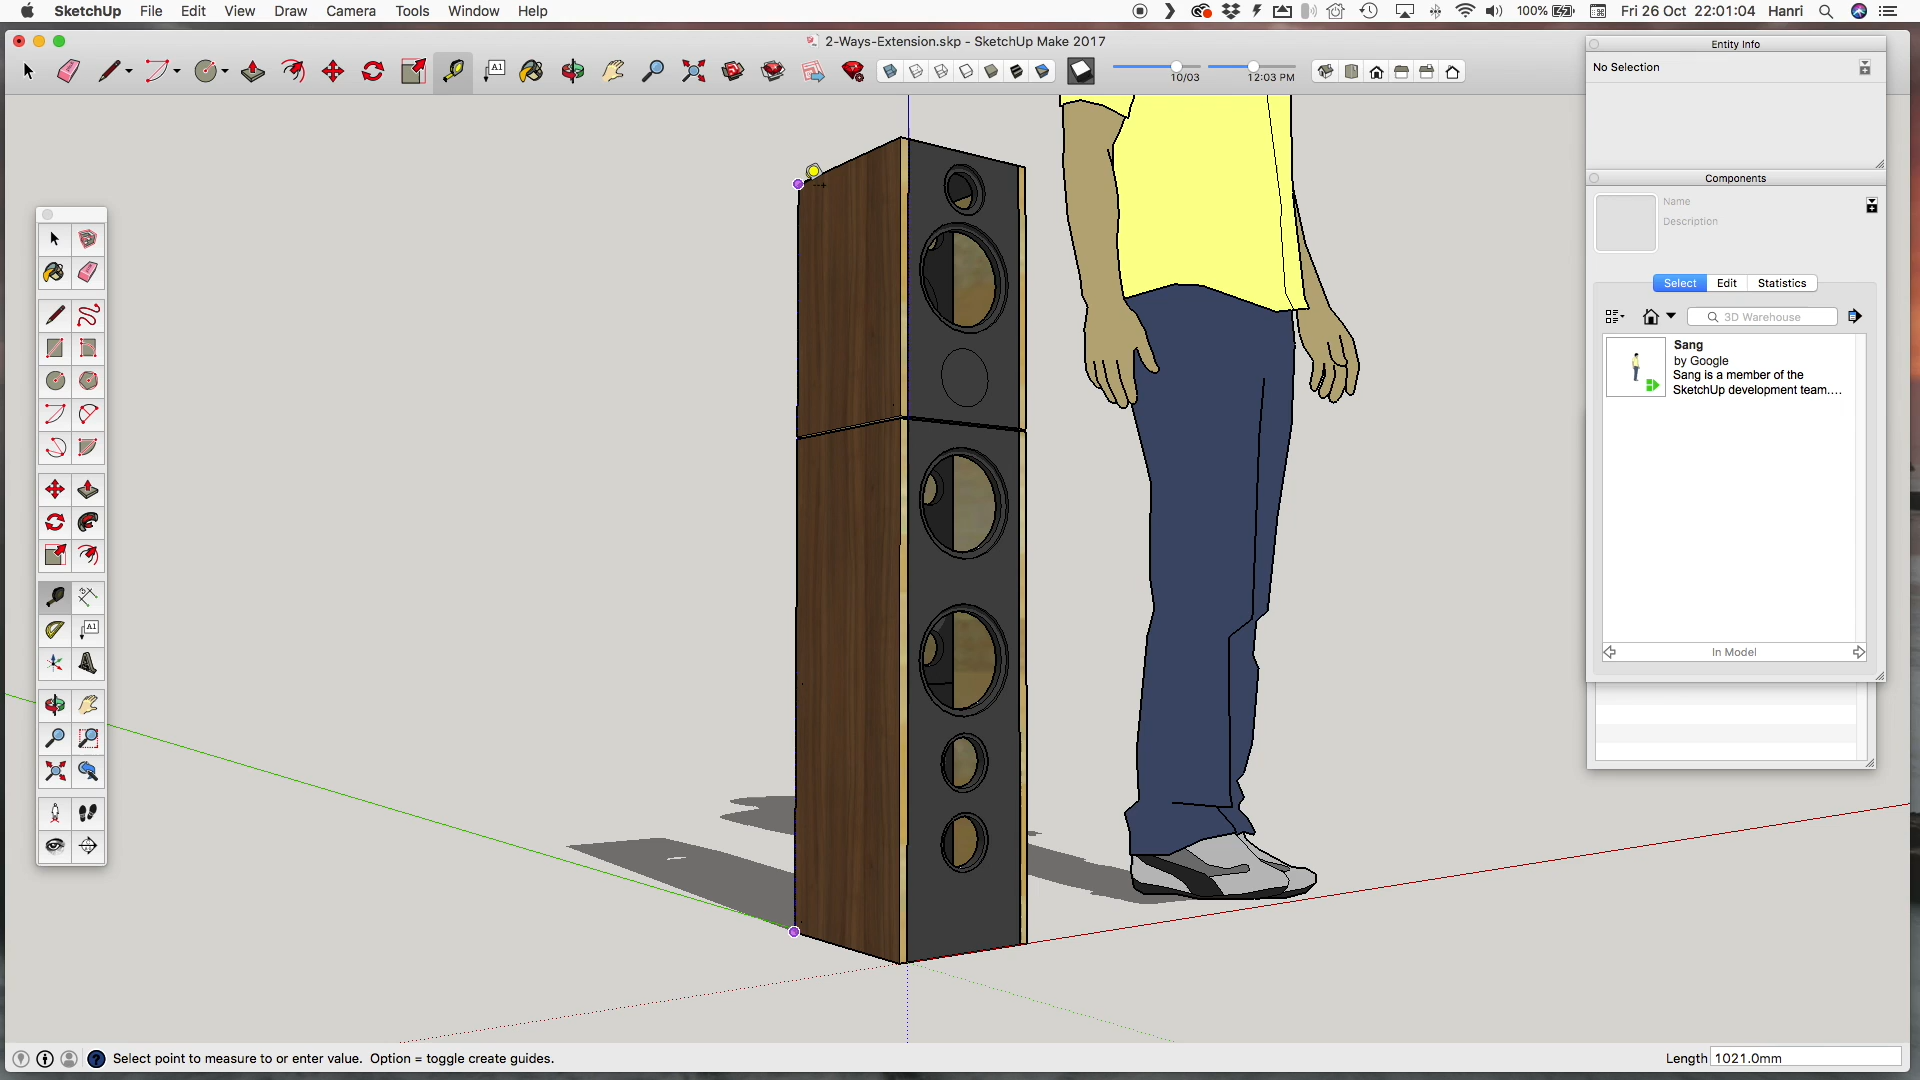 SketchUp File Edit View Draw Camera Tools Window Help 100% Fri 26 Oct 22:01:04 Hanri
2-Ways-Extension.skp - SketchUp Make 2017
A1
10/03 12:03 PM
Entity Info
No Selection
Components
Name
Description
Select Edit Statistics
3D Warehouse
Sang
by Google
Sang is a member of the
SketchUp development team....
In Model
A1
Select point to measure to or enter value. Option = toggle create guides.
Length 1021.0mm